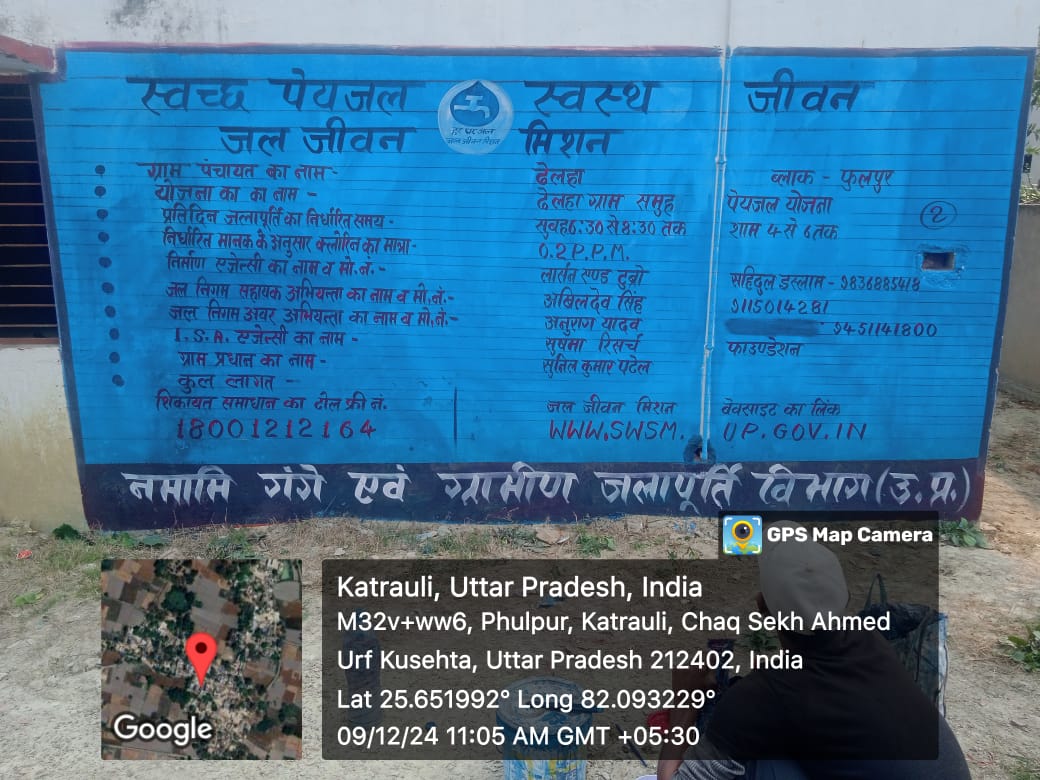 स्वच्छ पेयजल स्वस्थ जीवन
जल जीवन मिशन
हर घर जल
जल जीवन मिशन
ग्राम पंचायत का नाम - ढेलहा ब्लाक - फुलपुर
योजना का का नाम - ढेलहा ग्राम समुह पेयजल योजना
प्रतिदिन जलापूर्ति का निर्धारित समय - सुवह 6:30 से 8:30 तक शाम 4 से 6 तक
2
निर्धारित मानक के अनुसार क्लोरिन का मात्रा - 0.2 P.P.M.
निर्माण एजेन्सी का नाम व मो.नं. - लार्सन एण्ड टुब्रो सहिदुल इस्लाम - 9836885418
जल निगम सहायक अभियन्ता का नाम व मो.नं. - अखिलदेव सिंह 9115014281
जल निगम अवर अभियन्ता का नाम व मो.नं. - अनुराग यादव 9451141800
I.S.A. एजेन्सी का नाम - सुषमा रिसर्च फाउण्डेशन
ग्राम प्रधान का नाम - सुनिल कुमार पटेल
कुल लागत -
शिकायत समाधान का टोल फ्री नं. जल जीवन मिशन वेवसाइट का लिंक
18001212164 WWW.SWSM.UP.GOV.IN
नमामि गंगे एवं ग्रामीण जलापूर्ति विभाग (उ.प्र.)
GPS Map Camera
Katrauli, Uttar Pradesh, India
M32v+ww6, Phulpur, Katrauli, Chaq Sekh Ahmed
Urf Kusehta, Uttar Pradesh 212402, India
Lat 25.651992° Long 82.093229°
09/12/24 11:05 AM GMT +05:30
Google